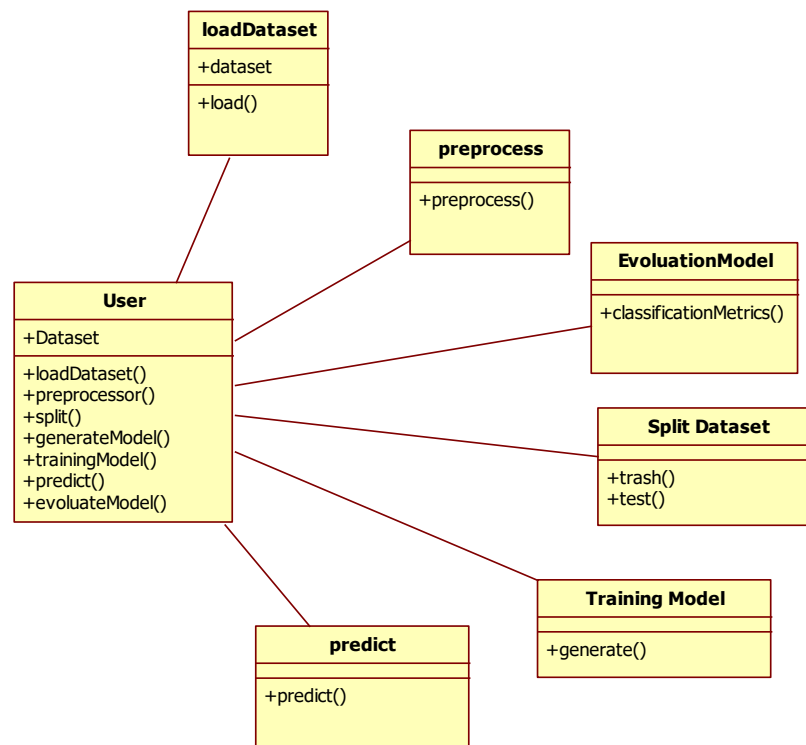 loadDataset
+dataset
+load()
preprocess
+preprocess()
EvoluationModel
+classificationMetrics()
User
+Dataset
+loadDataset()
+preprocessor()
+split()
+generateModel()
+trainingModel()
+predict()
+evoluateModel()
Split Dataset
+trash()
+test()
Training Model
+generate()
predict
+predict()